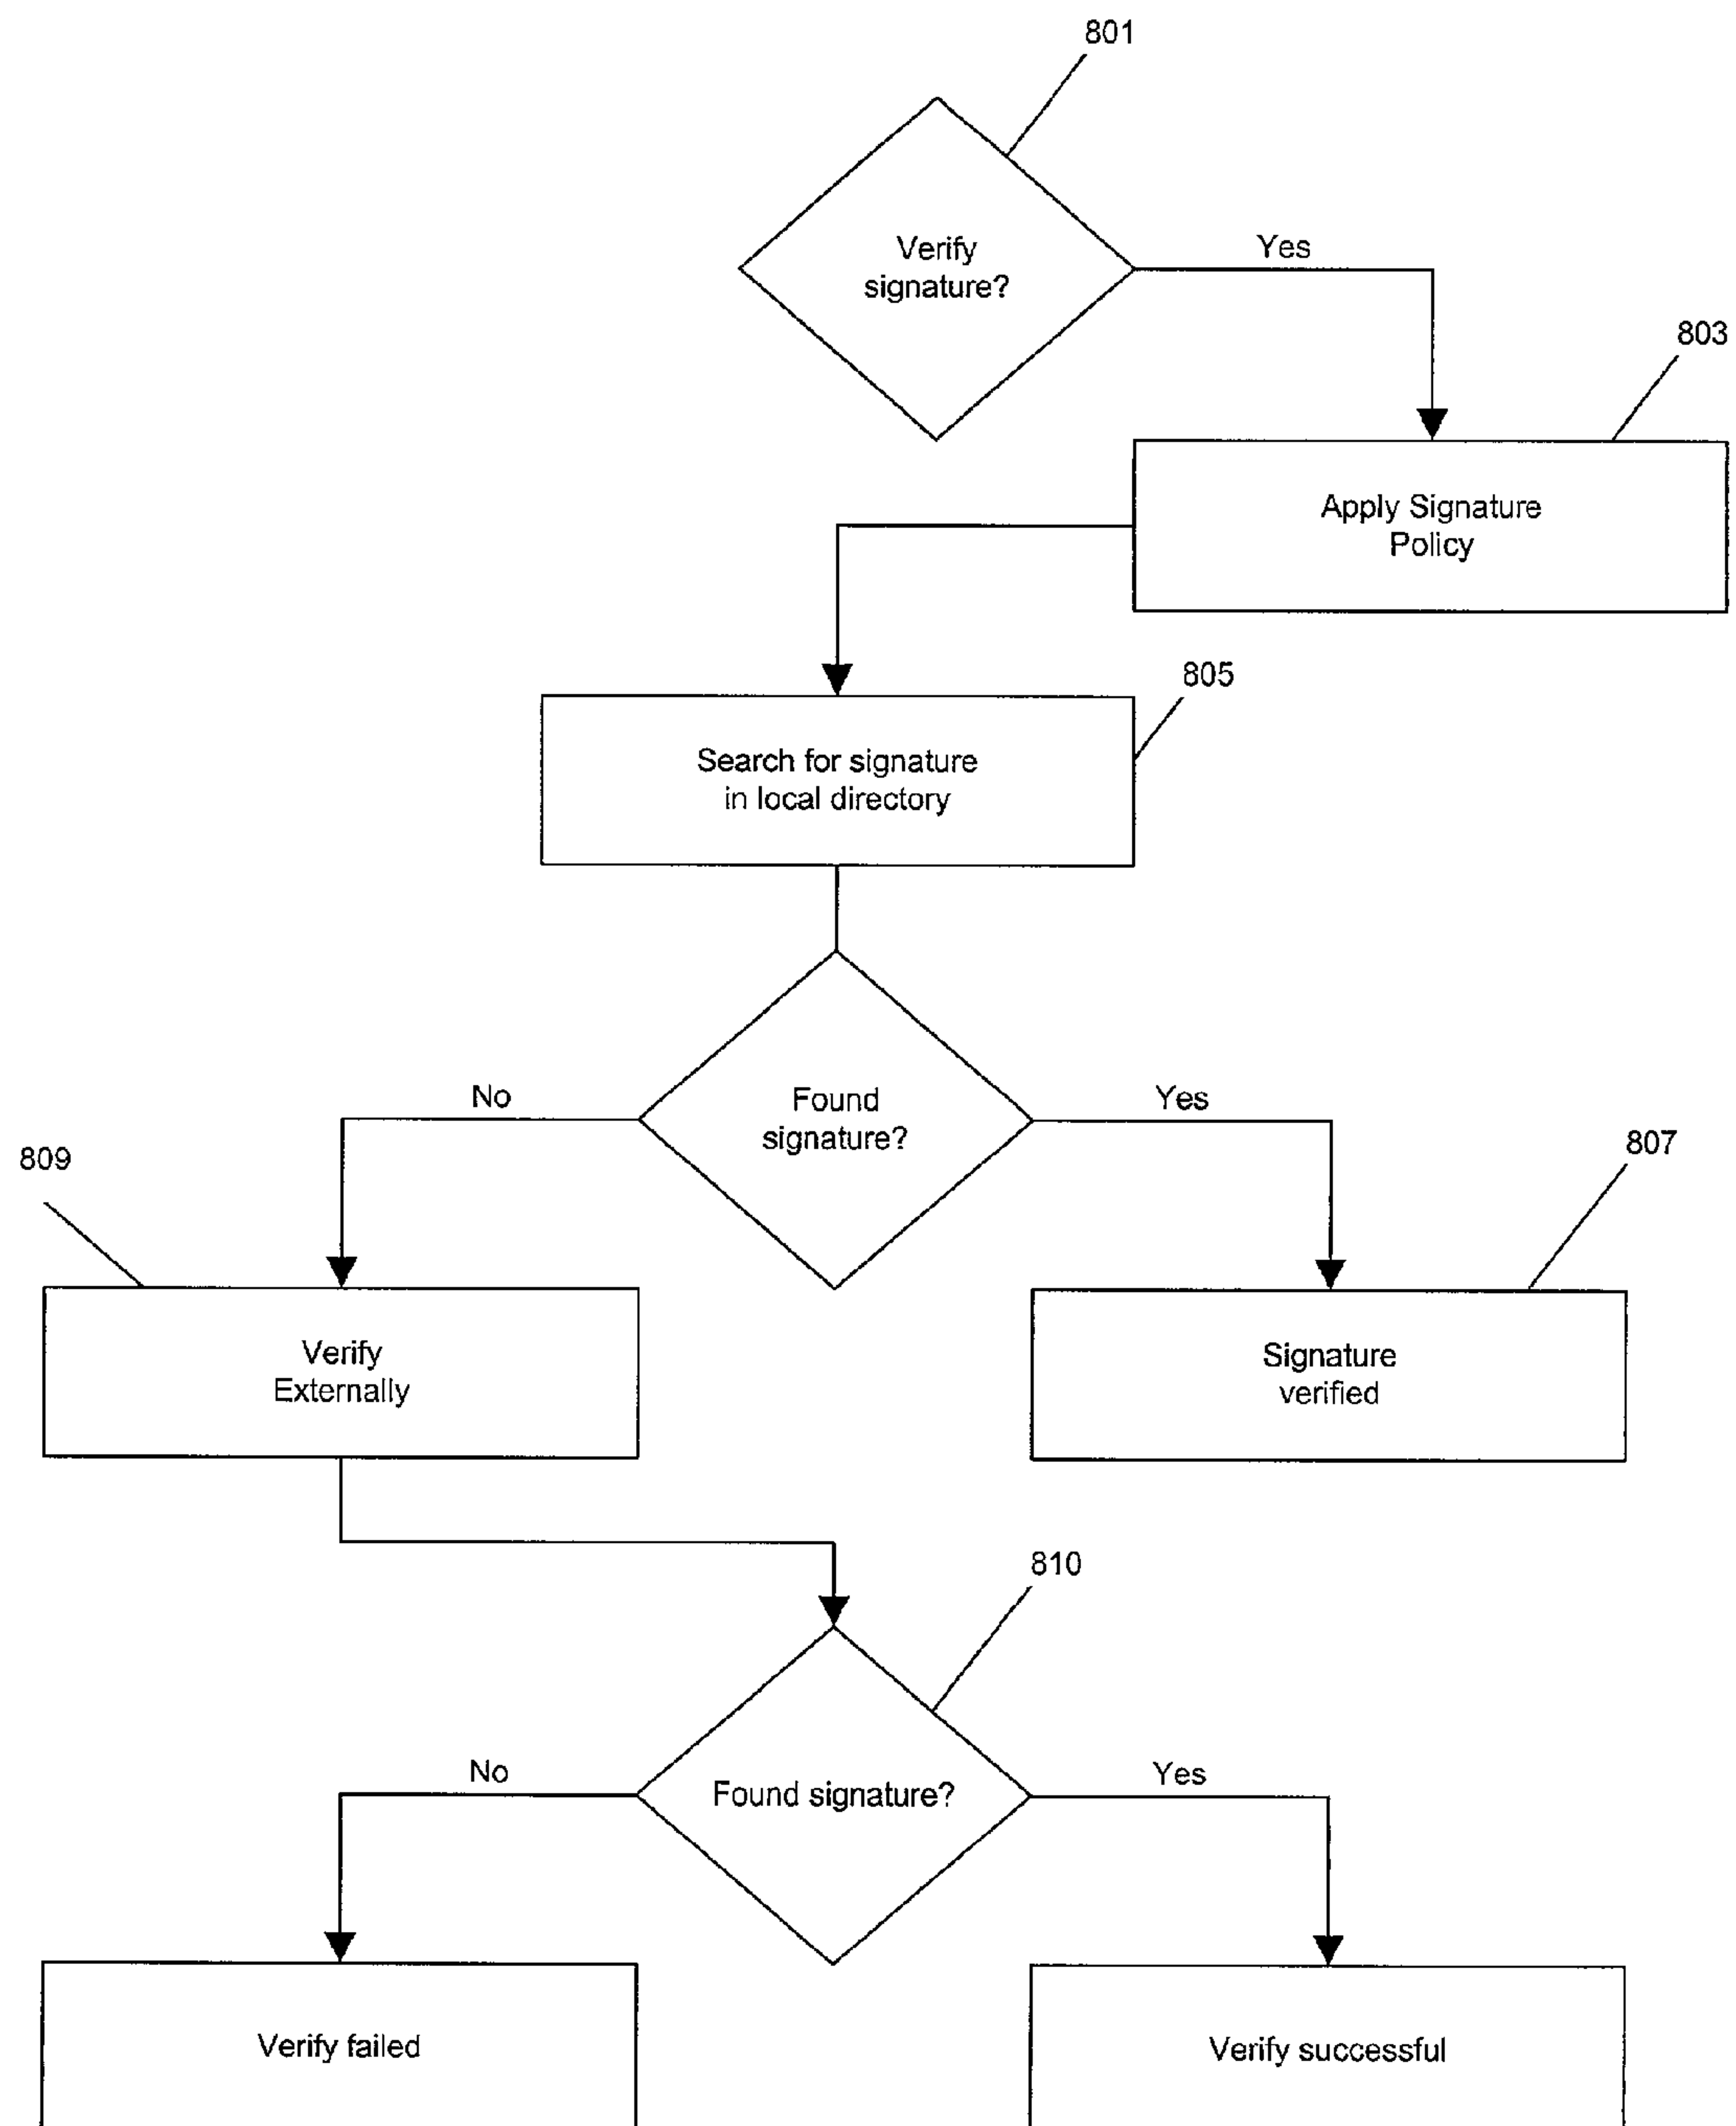 801
Verify
signature?
Yes
803
Apply Signature
Policy
805
Search for signature
in local directory
Found
signature?
No
Yes
809
807
Verify
Externally
Signature
verified
810
Found signature?
No
Yes
Verify failed
Verify successful